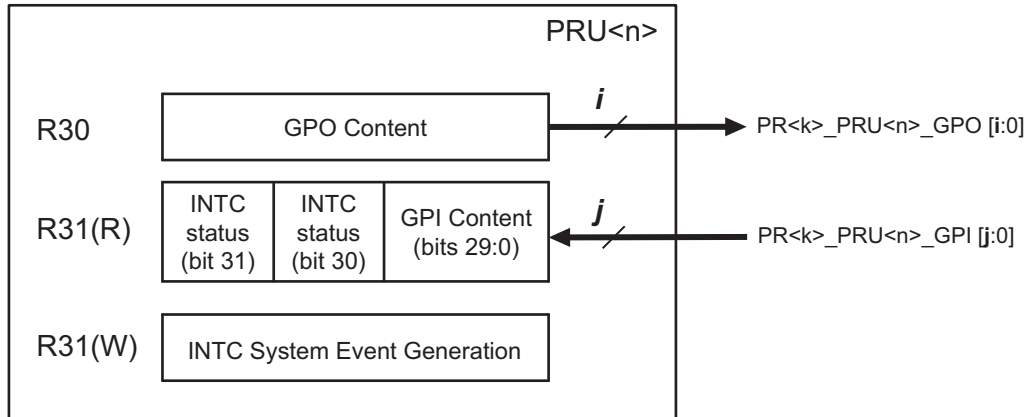 PRU<n>
R30
GPO Content
i
PR<k>_PRU<n>_GPO [i:0]
R31(R)
INTC
status
(bit 31)
INTC
status
(bit 30)
GPI Content
(bits 29:0)
j
PR<k>_PRU<n>_GPI [j:0]
R31(W)
INTC System Event Generation